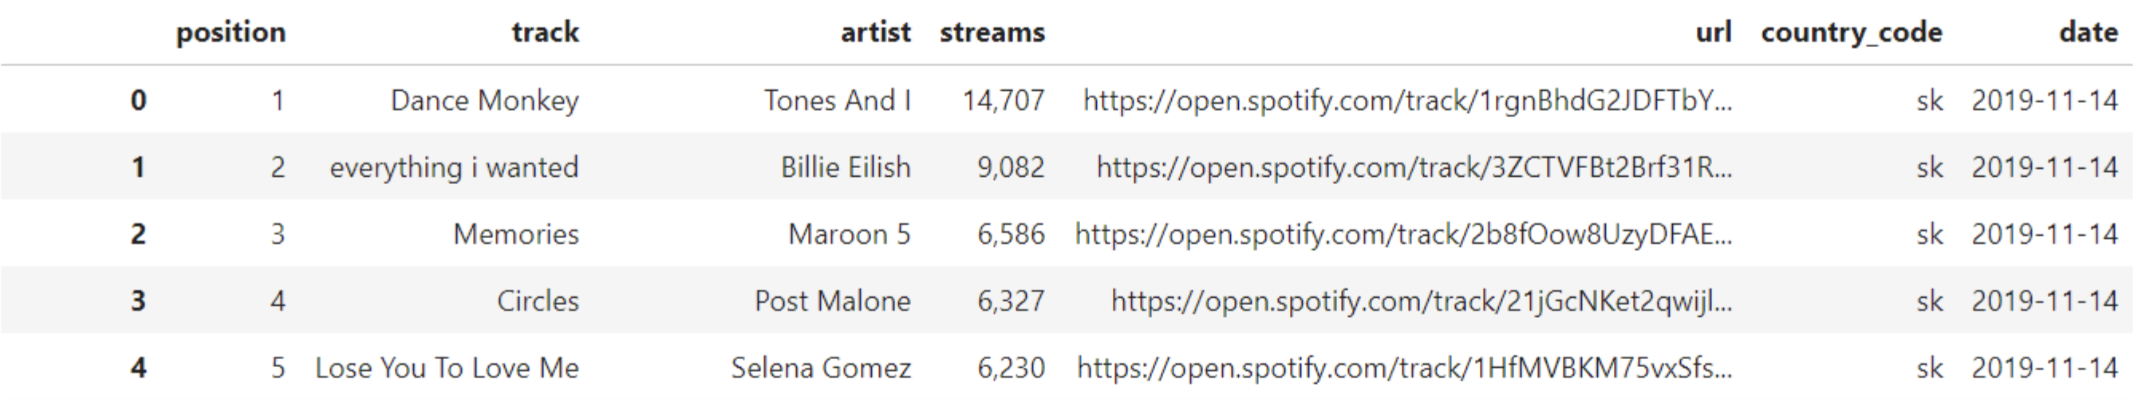 position track artist streams url country_code date
0 1 Dance Monkey Tones And I 14,707 https://open.spotify.com/track/1rgnBhdG2JDFTbY... sk 2019-11-14
1 2 everything i wanted Billie Eilish 9,082 https://open.spotify.com/track/3ZCTVFBt2Brf31R... sk 2019-11-14
2 3 Memories Maroon 5 6,586 https://open.spotify.com/track/2b8fOow8UzyDFAE... sk 2019-11-14
3 4 Circles Post Malone 6,327 https://open.spotify.com/track/21jGcNKet2qwijl... sk 2019-11-14
4 5 Lose You To Love Me Selena Gomez 6,230 https://open.spotify.com/track/1HfMVBKM75vxSfs... sk 2019-11-14